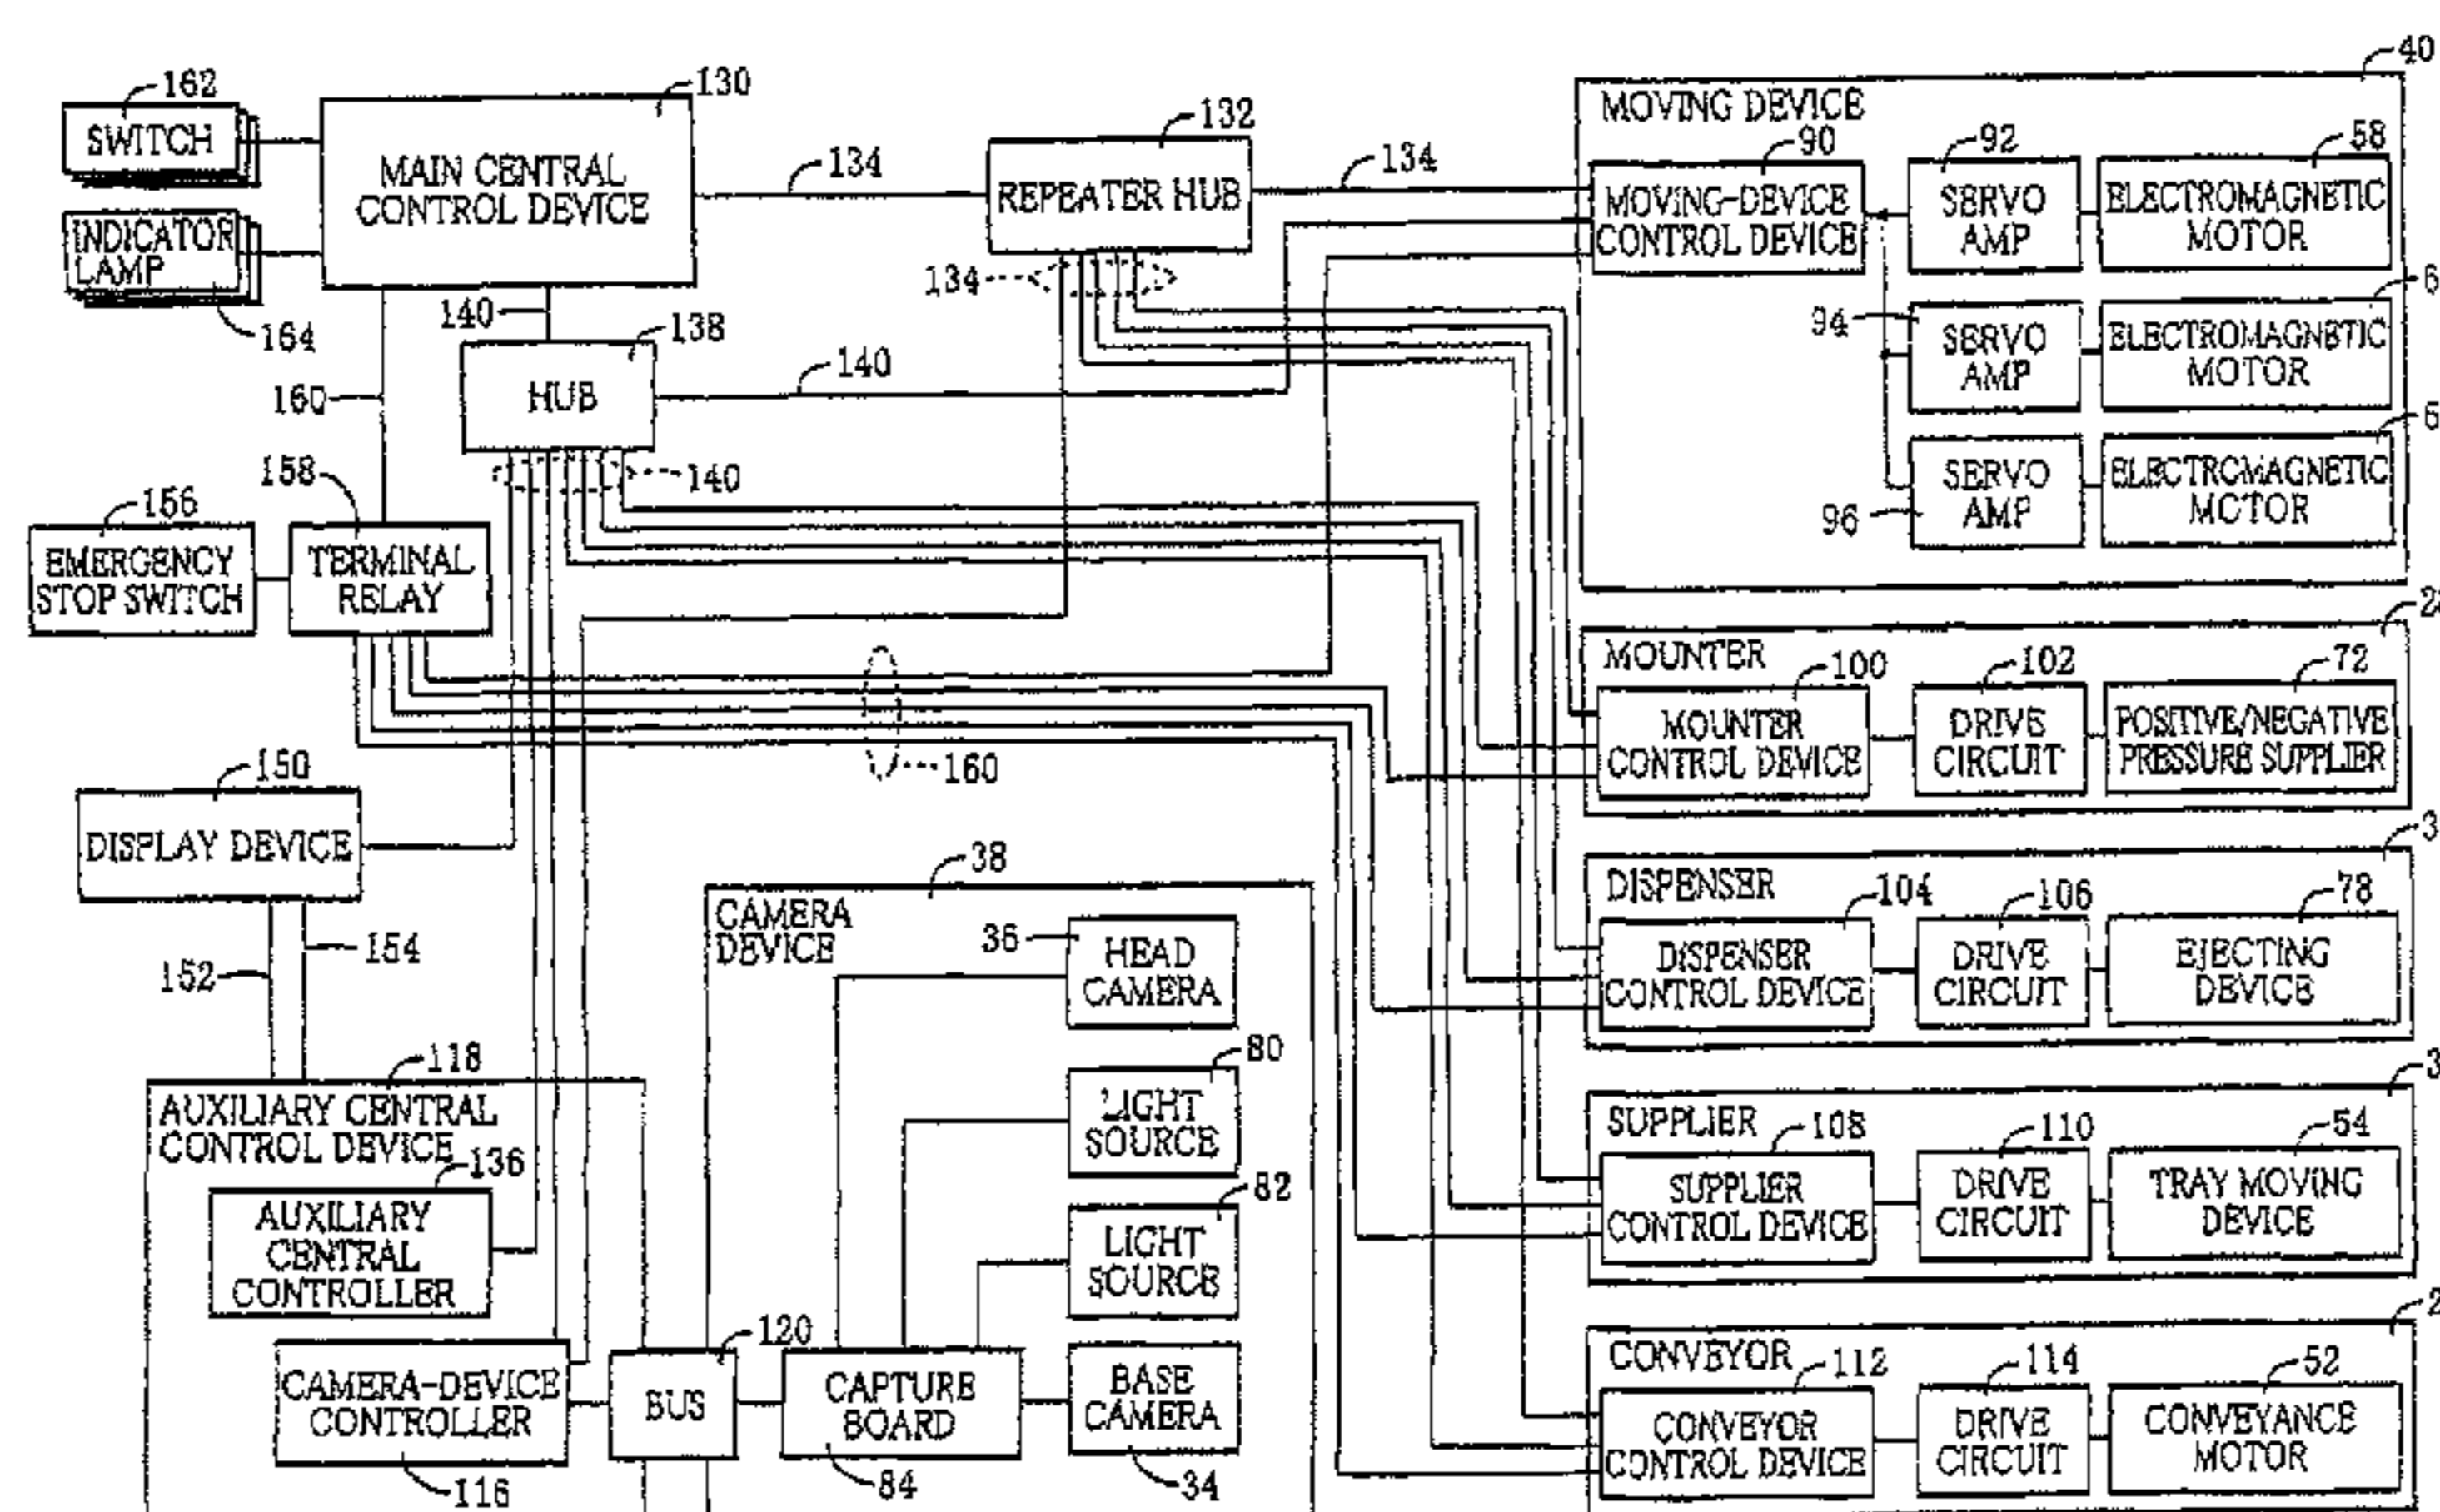 162
SWITCH
INDICATOR
LAMP
164
130
MAIN CENTRAL
CONTROL DEVICE
134
132
REPEATER HUB
134
134
140
138
HUB
140
140
160
158
TERMINAL
RELAY
156
EMERGENCY
STOP SWITCH
160
150
DISPLAY DEVICE
152
154
118
AUXILIARY CENTRAL
CONTROL DEVICE
136
AUXILIARY
CENTRAL
CONTROLLER
CAMERA-DEVICE
CONTROLLER
116
120
BUS
38
CAMERA
DEVICE
36
HEAD
CAMERA
80
LIGHT
SOURCE
82
LIGHT
SOURCE
CAPTURE
BOARD
84
BASE
CAMERA
34
40
MOVING DEVICE
90
MOVING-DEVICE
CONTROL DEVICE
92
SERVO
AMP
58
ELECTROMAGNETIC
MOTOR
94
SERVO
AMP
6
ELECTROMAGNETIC
MOTOR
96
SERVO
AMP
6
ELECTROMAGNETIC
MOTOR
2
MOUNTER
100
MOUNTER
CONTROL DEVICE
102
DRIVE
CIRCUIT
72
POSITIVE/NEGATIVE
PRESSURE SUPPLIER
3
DISPENSER
104
DISPENSER
CONTROL DEVICE
106
DRIVE
CIRCUIT
78
EJECTING
DEVICE
3
SUPPLIER
108
SUPPLIER
CONTROL DEVICE
110
DRIVE
CIRCUIT
54
TRAY MOVING
DEVICE
2
CONVEYOR
112
CONVEYOR
CONTROL DEVICE
114
DRIVE
CIRCUIT
52
CONVEYANCE
MOTOR